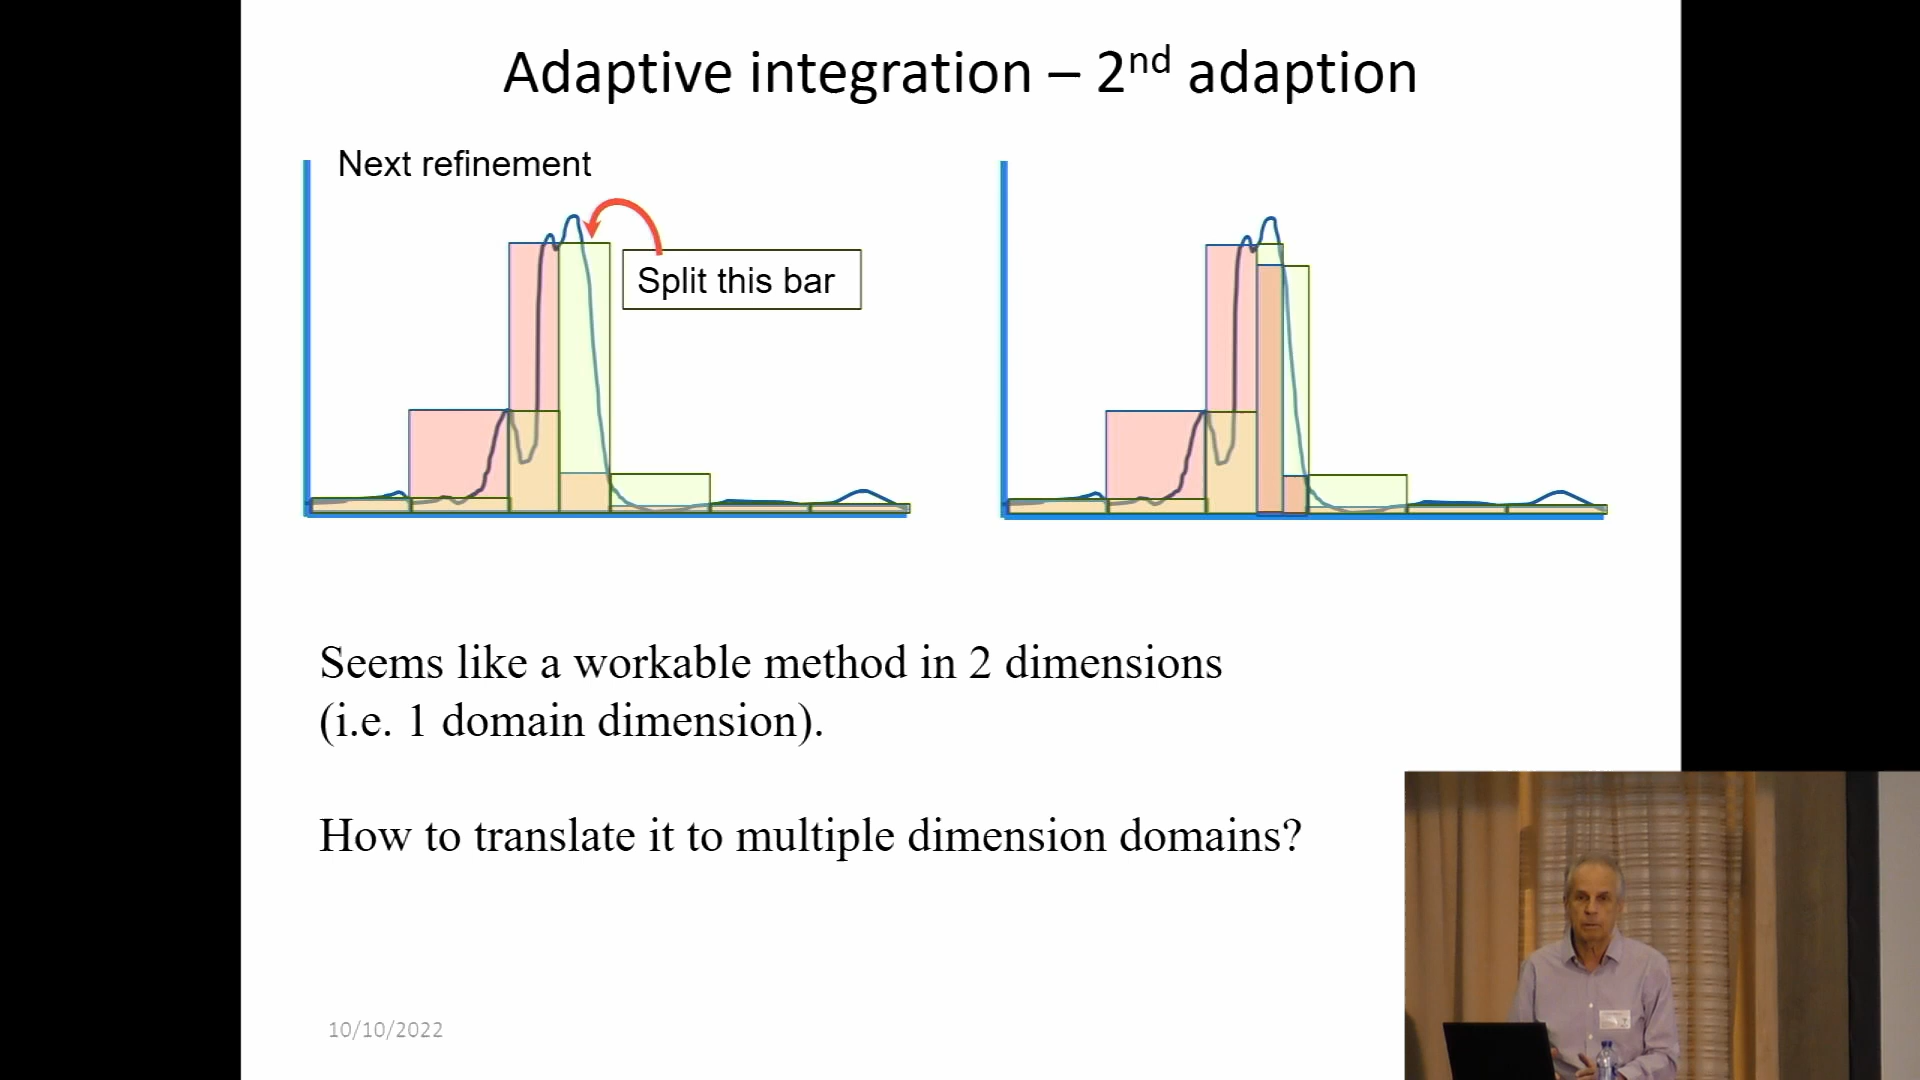 Adaptive integration – 2nd adaption
Next refinement
Split this bar
Seems like a workable method in 2 dimensions
(i.e. 1 domain dimension).
How to translate it to multiple dimension domains?
10/10/2022